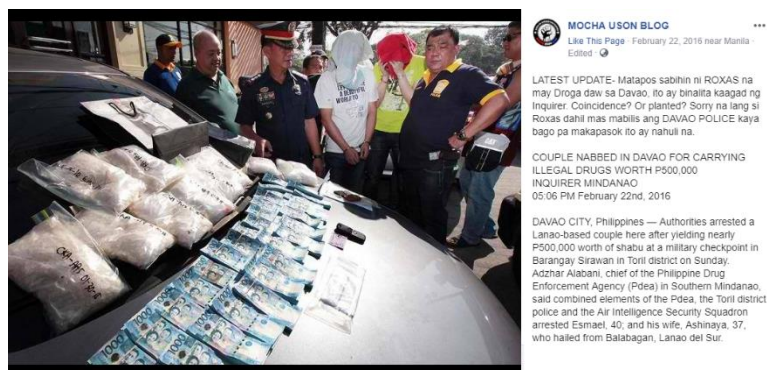 MOCHA USON BLOG
Like This Page · February 22, 2016 near Manila ·
Edited ·
LATEST UPDATE- Matapos sabihin ni ROXAS na
may Droga daw sa Davao, ito ay binalita kaagad ng
Inquirer. Coincidence? Or planted? Sorry na lang si
Roxas dahil mas mabilis ang DAVAO POLICE kaya
bago pa makapasok ito ay nahuli na.
COUPLE NABBED IN DAVAO FOR CARRYING
ILLEGAL DRUGS WORTH P500,000
INQUIRER MINDANAO
05:06 PM February 22nd, 2016
DAVAO CITY, Philippines — Authorities arrested a
Lanao-based couple here after yielding nearly
P500,000 worth of shabu at a military checkpoint in
Barangay Sirawan in Toril district on Sunday.
Adzhar Alabani, chief of the Philippine Drug
Enforcement Agency (Pdea) in Southern Mindanao,
said combined elements of the Pdea, the Toril district
police and the Air Intelligence Security Squadron
arrested Esmael, 40; and his wife, Ashinaya, 37,
who hailed from Balabagan, Lanao del Sur.
A BEAUTIFUL
WORLD TO
1000
1000
1000